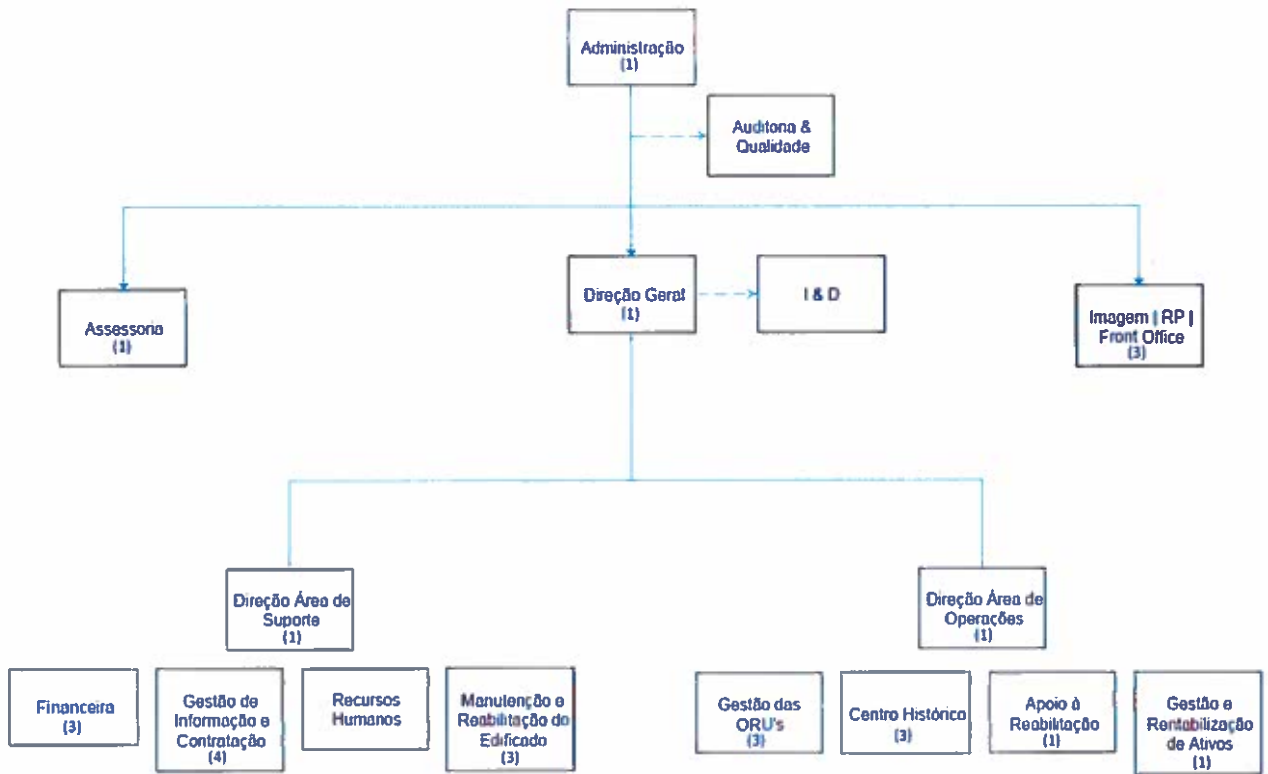 Administração
(1)
Auditoria &
Qualidade
Assessoria
(1)
Direção Geral
(1)
I & D
Imagem | RP |
Front Office
(3)
Direção Área de
Suporte
(1)
Direção Área de
Operações
(1)
Financeira
(3)
Gestão de
Informação e
Contratação
(4)
Recursos
Humanos
Manutenção e
Reabilitação do
Edificado
(3)
Gestão das
ORU's
(3)
Centro Histórico
(3)
Apoio à
Reabilitação
(1)
Gestão e
Rentabilização
de Ativos
(1)